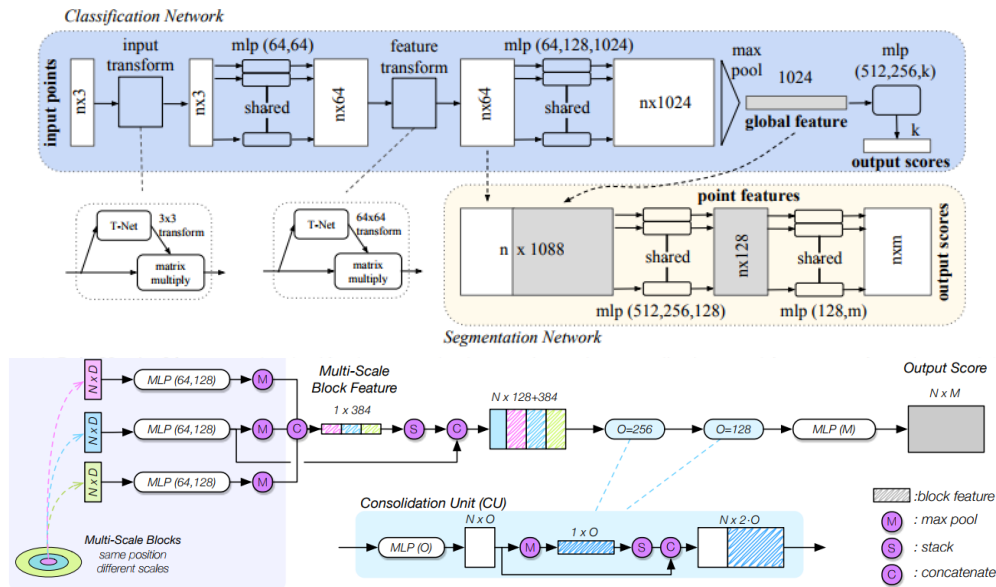 Classification Network
input points
nx3
input
transform
nx3
mlp (64,64)
shared
nx64
feature
transform
nx64
mlp (64,128,1024)
shared
nx1024
max
pool
1024
global feature
mlp
(512,256,k)
k
output scores
T-Net
3x3
transform
matrix
multiply
T-Net
64x64
transform
matrix
multiply
point features
n x 1088
shared
nx128
shared
nxm
output scores
mlp (512,256,128)
mlp (128,m)
Segmentation Network
N x D
MLP (64,128)
M
N x D
MLP (64,128)
M
N x D
MLP (64,128)
M
C
Multi-Scale
Block Feature
1 x 384
S
C
N x 128+384
O=256
O=128
MLP (M)
Output Score
N x M
Multi-Scale Blocks
same position
different scales
Consolidation Unit (CU)
MLP (O)
N x O
M
1 x O
S
C
N x 2·O
:block feature
M : max pool
S : stack
C : concatenate